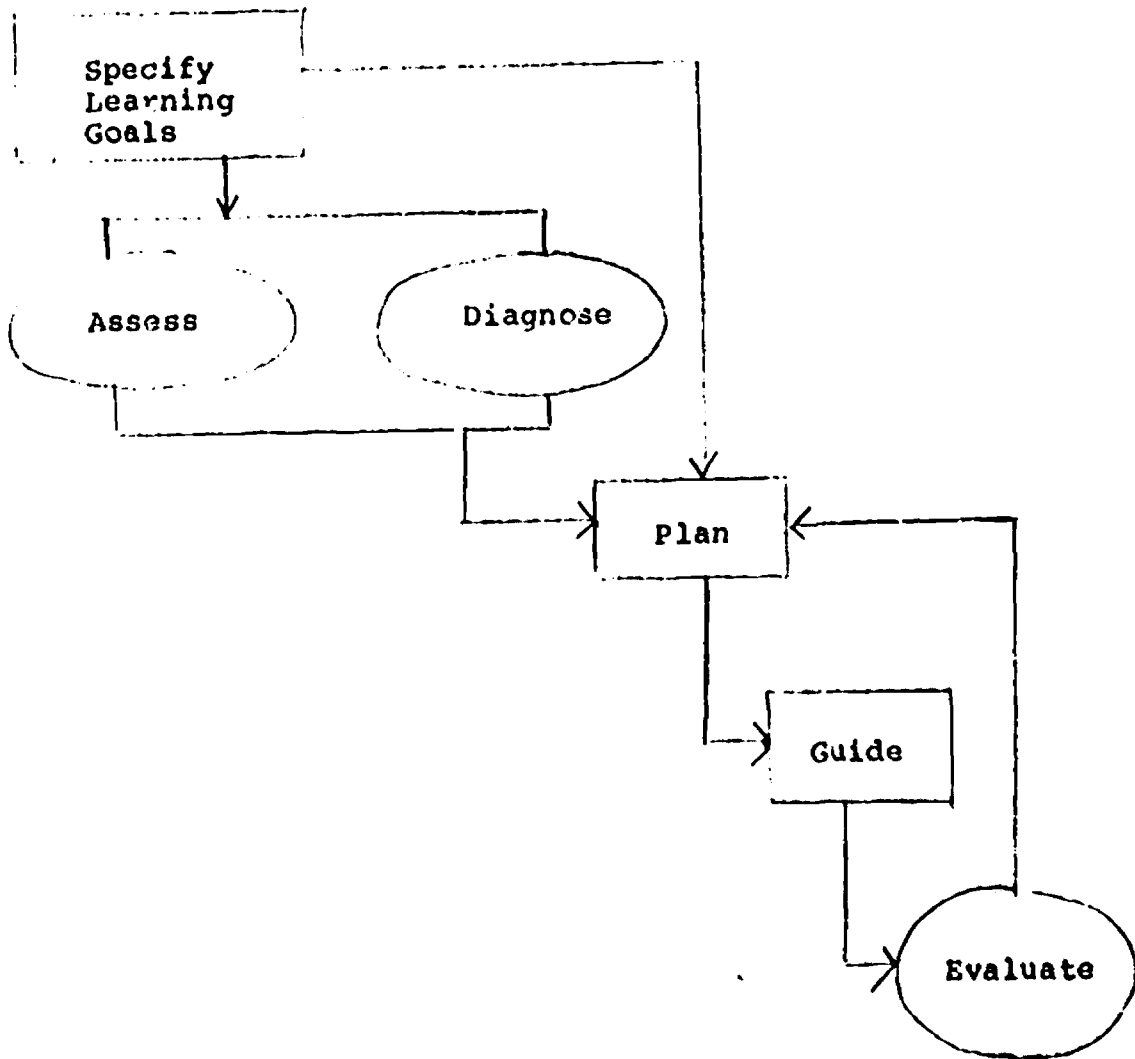 Specify
Learning
Goals
Assess
Diagnose
Plan
Guide
Evaluate